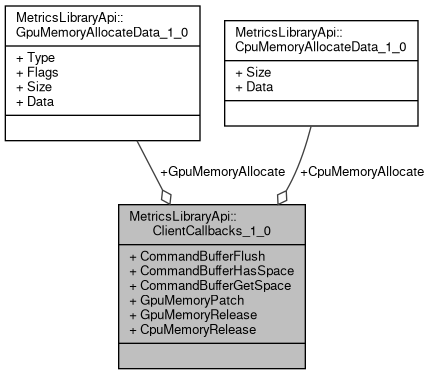 MetricsLibraryApi::
GpuMemoryAllocateData_1_0
+ Type
+ Flags
+ Size
+ Data
MetricsLibraryApi::
CpuMemoryAllocateData_1_0
+ Size
+ Data
+GpuMemoryAllocate
+CpuMemoryAllocate
MetricsLibraryApi::
ClientCallbacks_1_0
+ CommandBufferFlush
+ CommandBufferHasSpace
+ CommandBufferGetSpace
+ GpuMemoryPatch
+ GpuMemoryRelease
+ CpuMemoryRelease